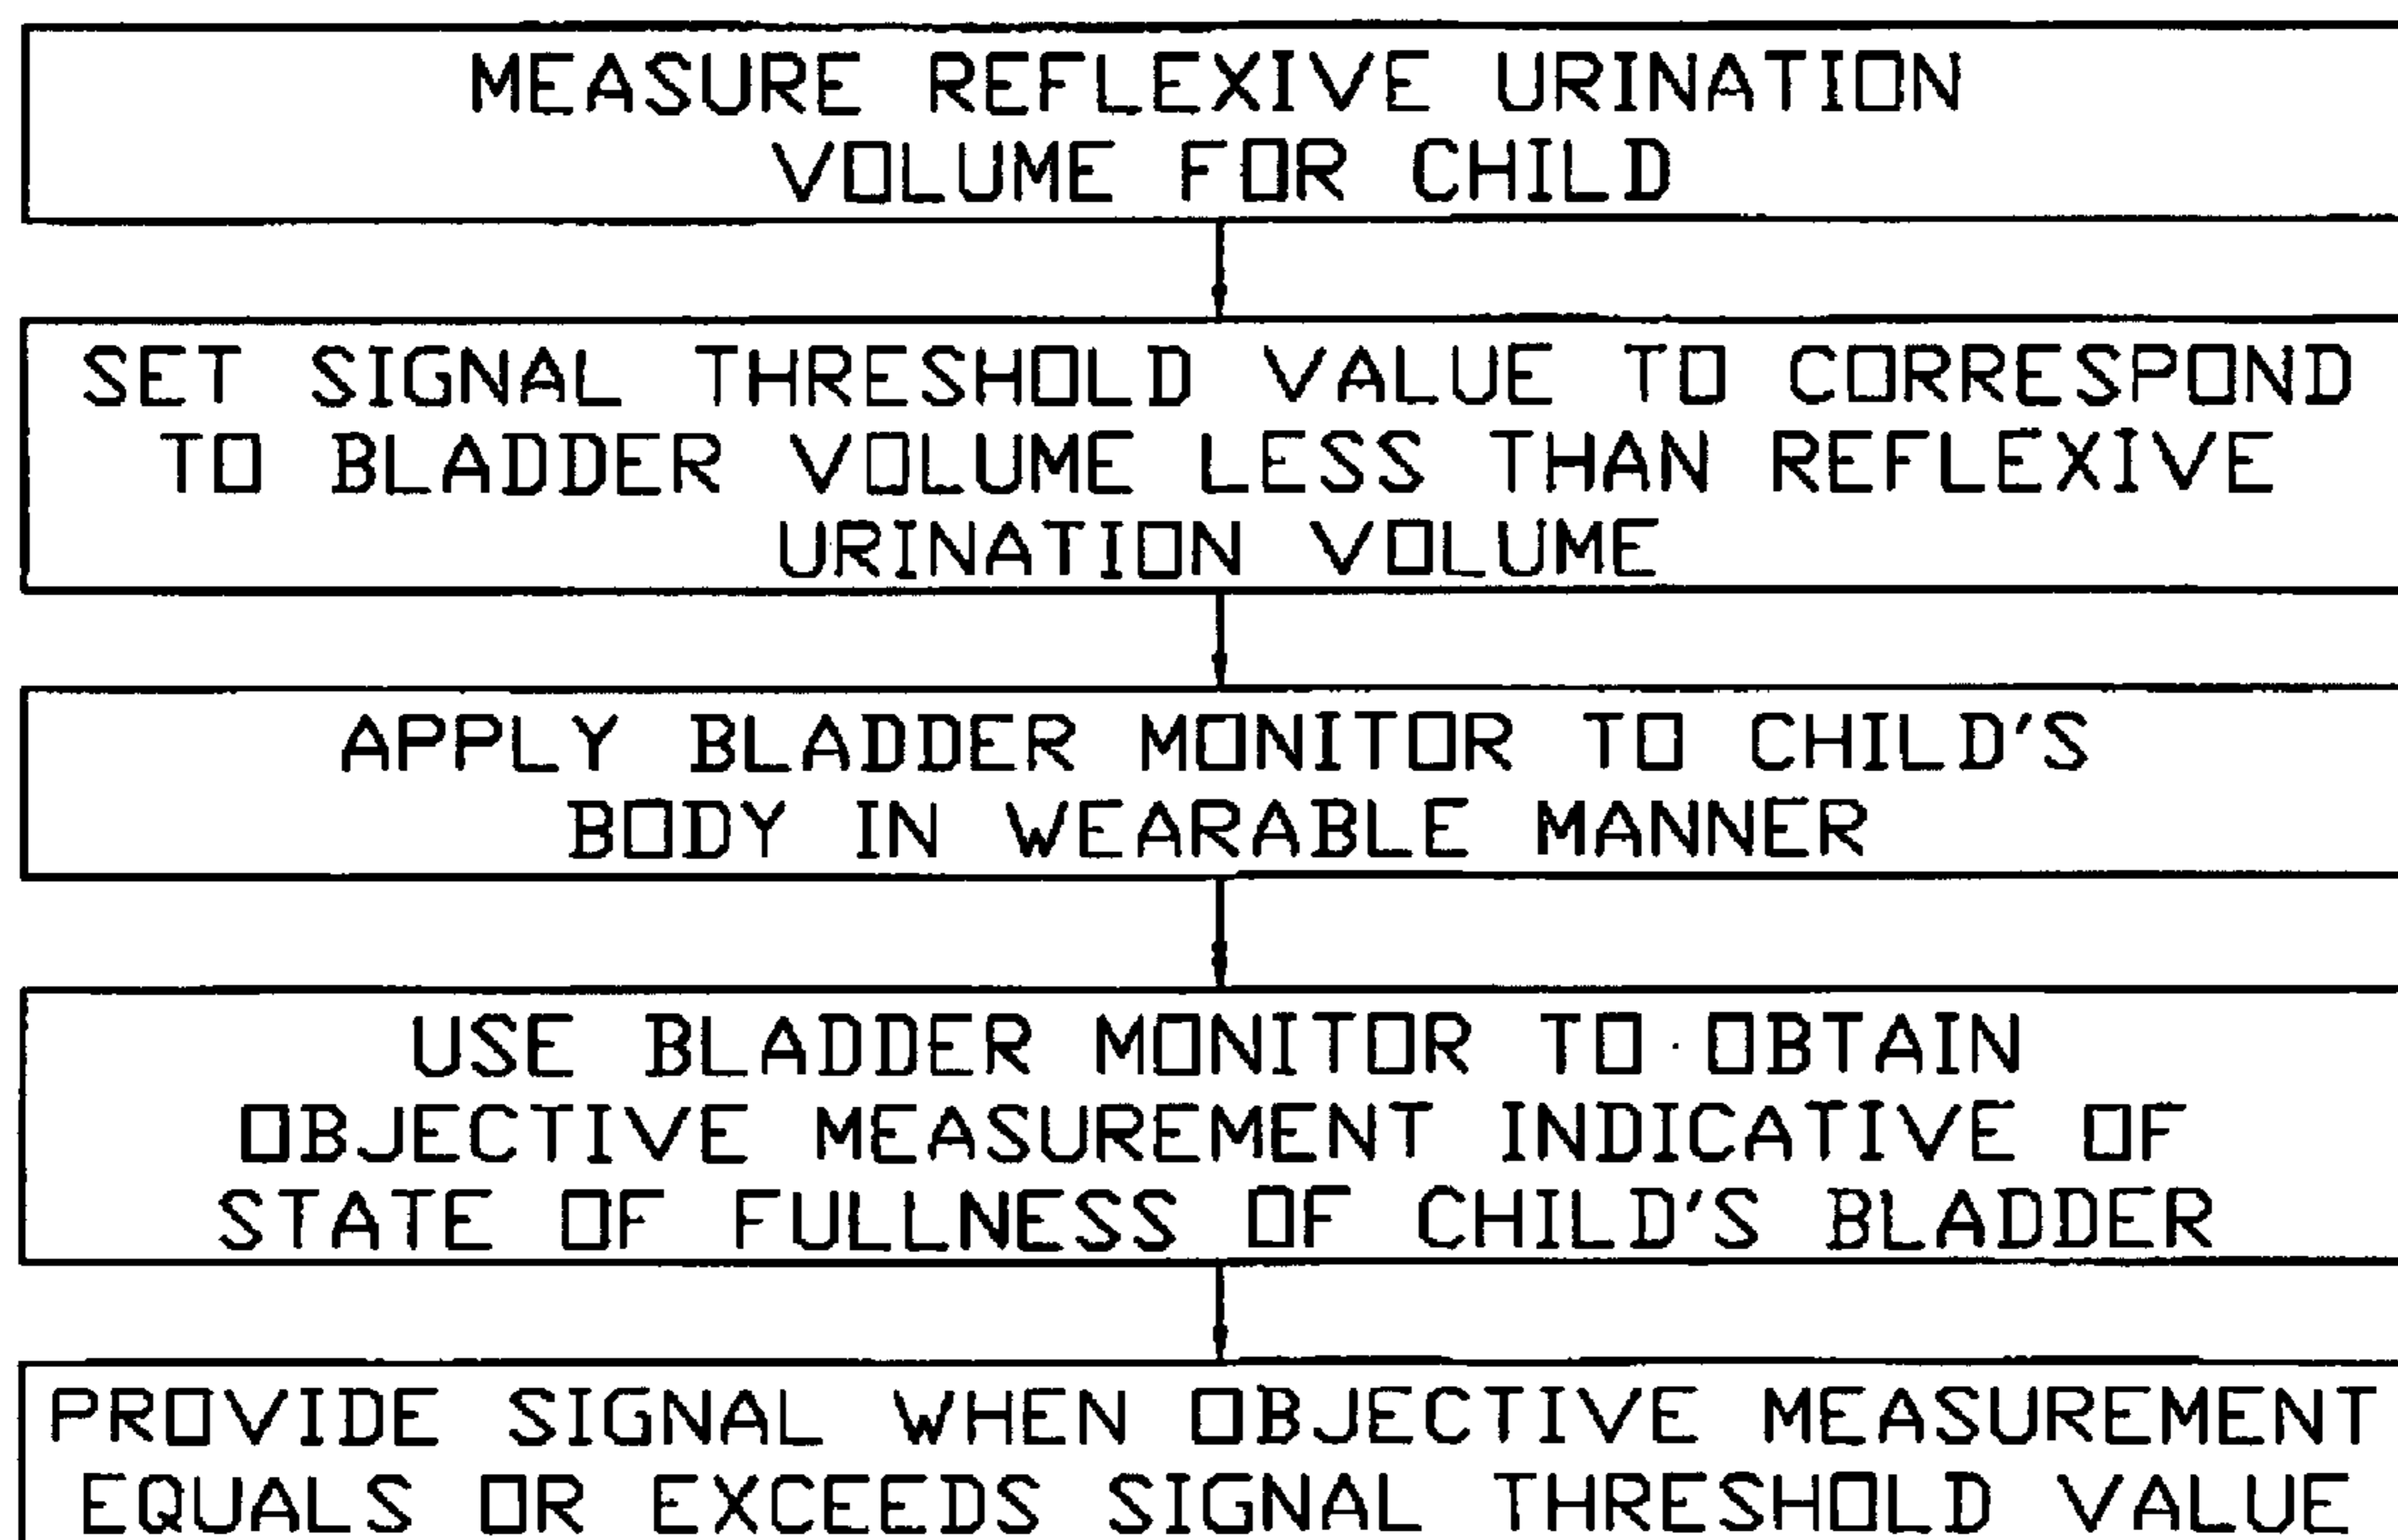 MEASURE REFLEXIVE URINATION
VOLUME FOR CHILD
SET SIGNAL THRESHOLD VALUE TO CORRESPOND
TO BLADDER VOLUME LESS THAN REFLEXIVE
URINATION VOLUME
APPLY BLADDER MONITOR TO CHILD'S
BODY IN WEARABLE MANNER
USE BLADDER MONITOR TO OBTAIN
OBJECTIVE MEASUREMENT INDICATIVE OF
STATE OF FULLNESS OF CHILD'S BLADDER
PROVIDE SIGNAL WHEN OBJECTIVE MEASUREMENT
EQUALS OR EXCEEDS SIGNAL THRESHOLD VALUE